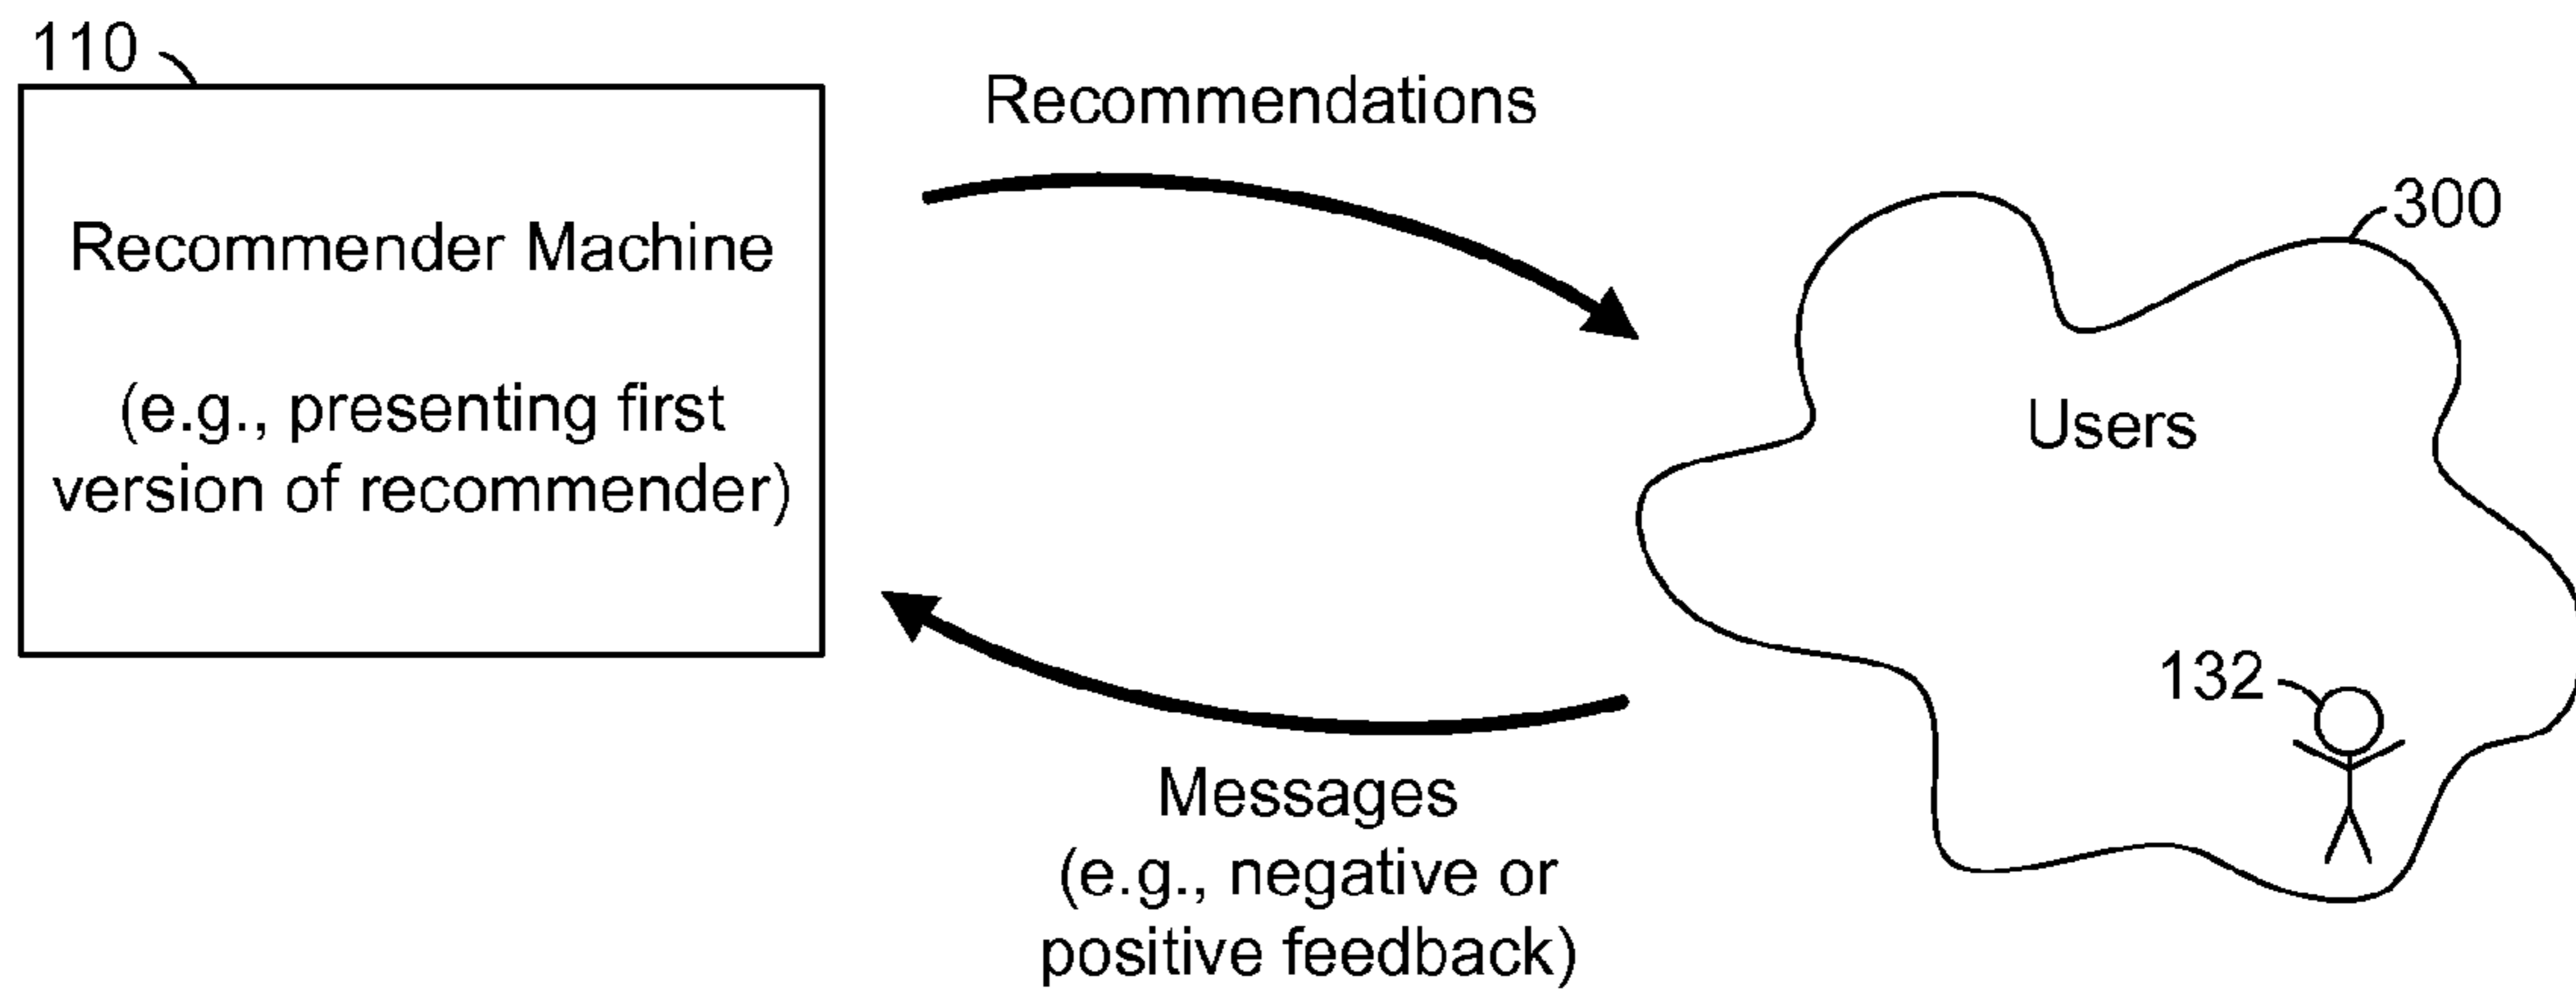 110
Recommender Machine
(e.g., presenting first
version of recommender)
Recommendations
300
Users
132
Messages
(e.g., negative or
positive feedback)